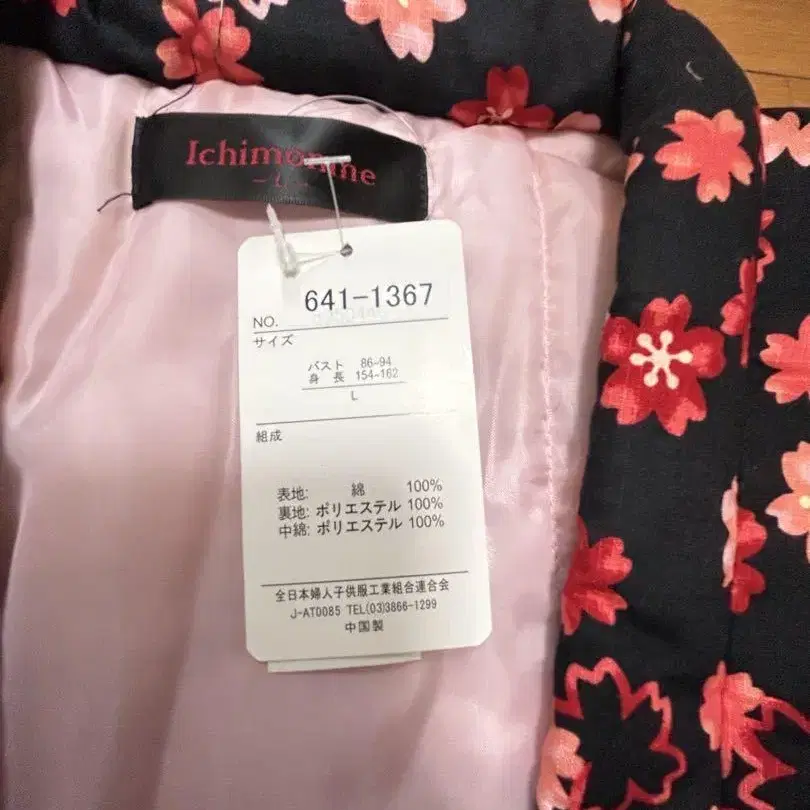 641-1367
NO.
サイズ
バスト 86-94
身 長 154-162
L
組成
表地: 綿 100%
裏地: ポリエステル 100%
中綿: ポリエステル 100%
全日本婦人子供服工業組合連合会
J-AT0085 TEL(03)3866-1299
中国製